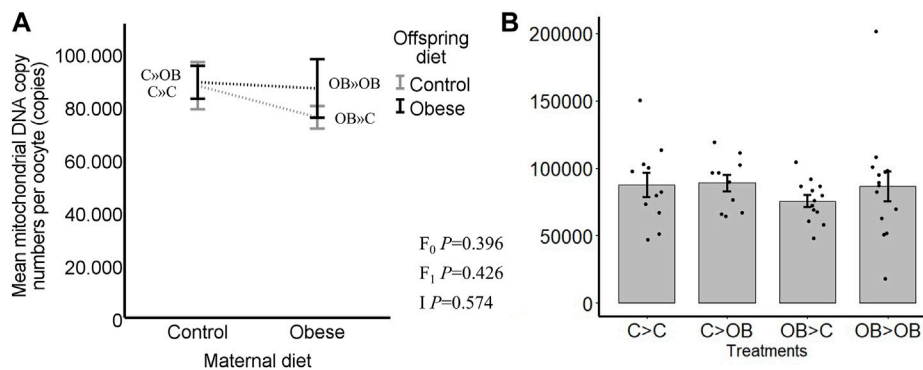 A
Mean mitrochondrial DNA copy
numbers per oocyte (copies)
100.000
80.000
60.000
40.000
20.000
0
C»OB
C»C
OB»OB
OB»C
Offspring
diet
Control
Obese
F0 P=0.396
F1 P=0.426
I P=0.574
Control
Obese
Maternal diet
B
200000
150000
100000
50000
0
C>C
C>OB
OB>C
OB>OB
Treatments